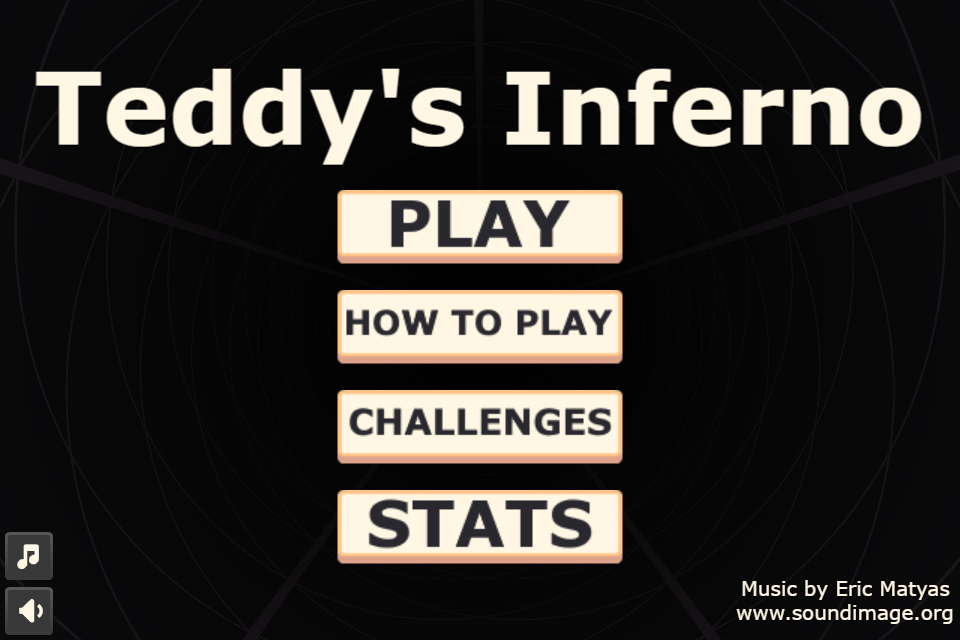 Teddy's Inferno
PLAY
HOW TO PLAY
CHALLENGES
STATS
Music by Eric Matyas
www.soundimage.org